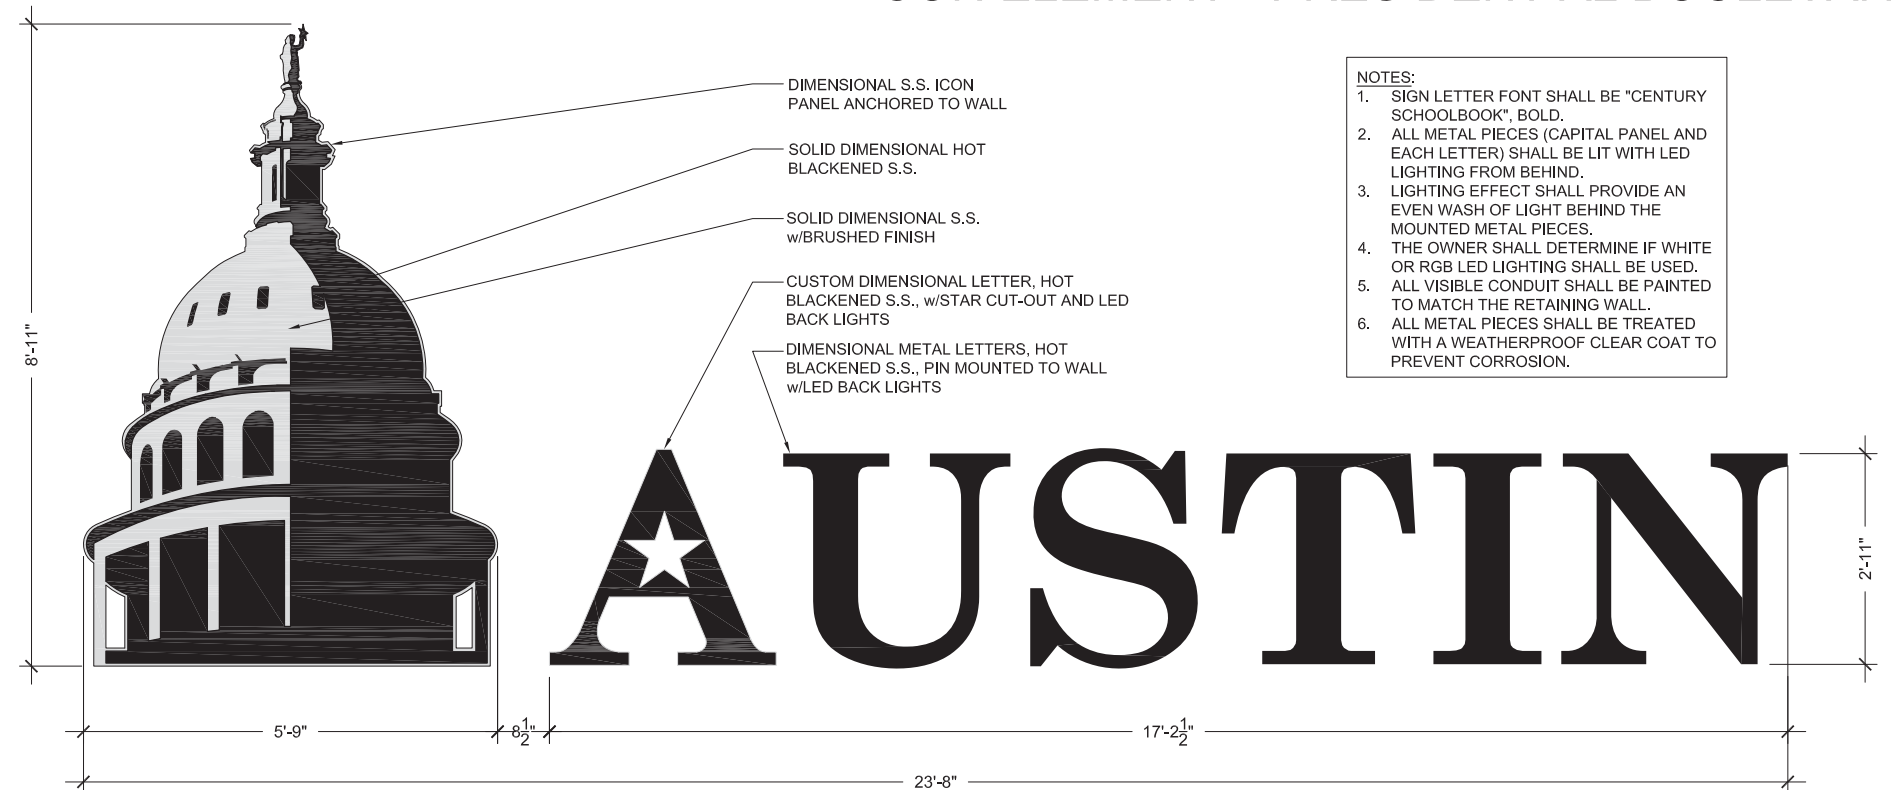 DIMENSIONAL S.S. ICON
PANEL ANCHORED TO WALL
SOLID DIMENSIONAL HOT
BLACKENED S.S.
SOLID DIMENSIONAL S.S.
w/BRUSHED FINISH
CUSTOM DIMENSIONAL LETTER, HOT
BLACKENED S.S., w/STAR CUT-OUT AND LED
BACK LIGHTS
DIMENSIONAL METAL LETTERS, HOT
BLACKENED S.S., PIN MOUNTED TO WALL
w/LED BACK LIGHTS
NOTES:
1. SIGN LETTER FONT SHALL BE "CENTURY
SCHOOLBOOK", BOLD.
2. ALL METAL PIECES (CAPITAL PANEL AND
EACH LETTER) SHALL BE LIT WITH LED
LIGHTING FROM BEHIND.
3. LIGHTING EFFECT SHALL PROVIDE AN
EVEN WASH OF LIGHT BEHIND THE
MOUNTED METAL PIECES.
4. THE OWNER SHALL DETERMINE IF WHITE
OR RGB LED LIGHTING SHALL BE USED.
5. ALL VISIBLE CONDUIT SHALL BE PAINTED
TO MATCH THE RETAINING WALL.
6. ALL METAL PIECES SHALL BE TREATED
WITH A WEATHERPROOF CLEAR COAT TO
PREVENT CORROSION.
8'-11"
AUSTIN
2'-11"
5'-9"
8 1/2"
17'-2 1/2"
23'-8"